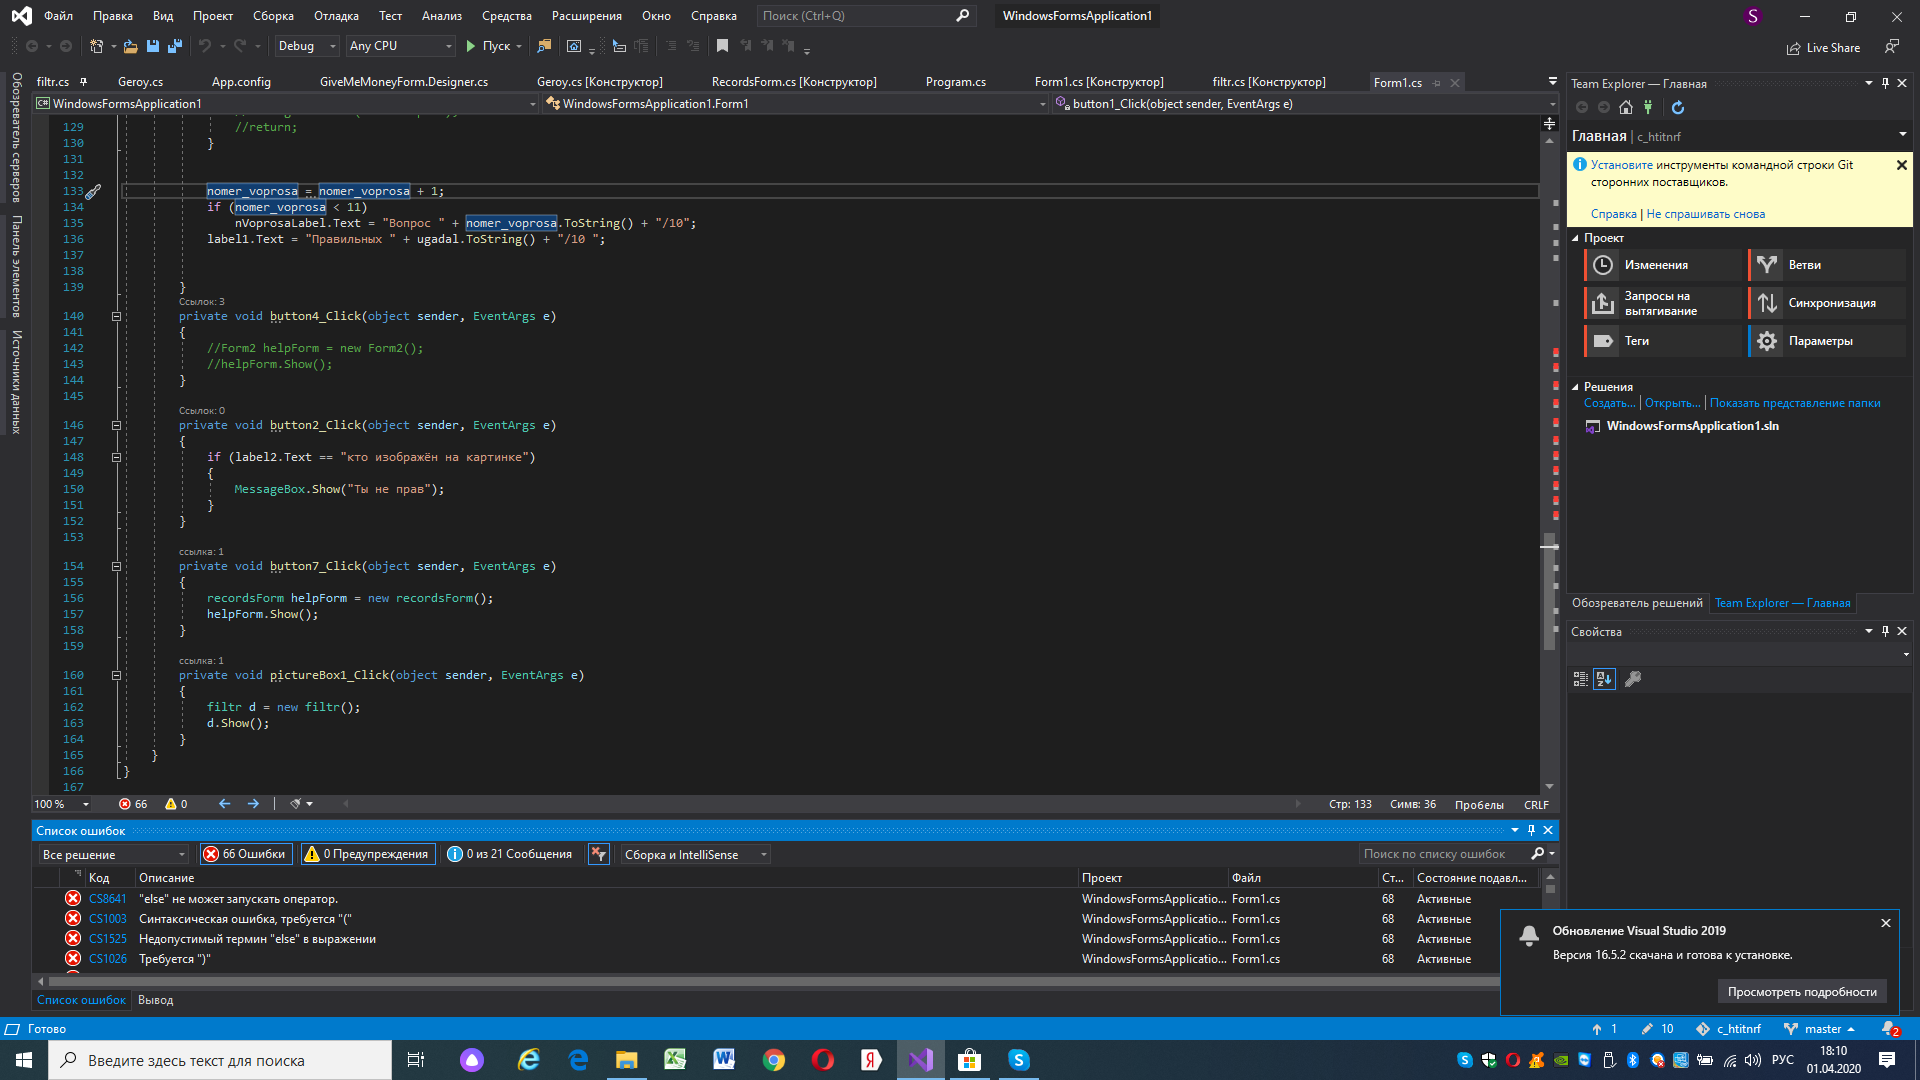 Файл Правка Вид Проект Сборка Отладка Тест Анализ Средства Расширения Окно Справка Поиск (Ctrl+Q) WindowsFormsApplication1 S
Debug Any CPU Пуск Live Share
filtr.cs Geroy.cs App.config GiveMeMoneyForm.Designer.cs Geroy.cs [Конструктор] RecordsForm.cs [Конструктор] Program.cs Form1.cs [Конструктор] filtr.cs [Конструктор] Form1.cs
C# WindowsFormsApplication1 WindowsFormsApplication1.Form1 button1_Click(object sender, EventArgs e)
Обозреватель серверов
Панель элементов
Источники данных
129 //return;
130 }
131
132
133 nomer_voprosa = nomer_voprosa + 1;
134 if (nomer_voprosa < 11)
135 nVoprosaLabel.Text = "Вопрос " + nomer_voprosa.ToString() + "/10";
136 label1.Text = "Правильных " + ugadal.ToString() + "/10 ";
137
138
139 }
Ссылок: 3
140 private void button4_Click(object sender, EventArgs e)
141 {
142 //Form2 helpForm = new Form2();
143 //helpForm.Show();
144 }
145
Ссылок: 0
146 private void button2_Click(object sender, EventArgs e)
147 {
148 if (label2.Text == "кто изображён на картинке")
149 {
150 MessageBox.Show("Ты не прав");
151 }
152 }
153
ссылка: 1
154 private void button7_Click(object sender, EventArgs e)
155 {
156 recordsForm helpForm = new recordsForm();
157 helpForm.Show();
158 }
159
ссылка: 1
160 private void pictureBox1_Click(object sender, EventArgs e)
161 {
162 filtr d = new filtr();
163 d.Show();
164 }
165 }
166 }
167
100 % 66 0 Стр: 133 Симв: 36 Пробелы CRLF
Список ошибок
Все решение 66 Ошибки 0 Предупреждения 0 из 21 Сообщения Сборка и IntelliSense Поиск по списку ошибок
Код Описание Проект Файл Ст... Состояние подавл...
CS8641 "else" не может запускать оператор. WindowsFormsApplicatio... Form1.cs 68 Активные
CS1003 Синтаксическая ошибка, требуется "(" WindowsFormsApplicatio... Form1.cs 68 Активные
CS1525 Недопустимый термин "else" в выражении WindowsFormsApplicatio... Form1.cs 68 Активные
CS1026 Требуется ")" WindowsFormsApplicatio... Form1.cs 68 Активные
Список ошибок Вывод
Team Explorer — Главная
Главная | c_htitnrf
Установите инструменты командной строки Git
сторонних поставщиков.
Справка | Не спрашивать снова
Проект
Изменения Ветви
Запросы на
вытягивание Синхронизация
Теги Параметры
Решения
Создать... | Открыть... | Показать представление папки
WindowsFormsApplication1.sln
Обозреватель решений Team Explorer — Главная
Свойства
Обновление Visual Studio 2019
Версия 16.5.2 скачана и готова к установке.
Просмотреть подробности
Готово 1 10 c_htitnrf master 2
Введите здесь текст для поиска РУС 18:10
01.04.2020